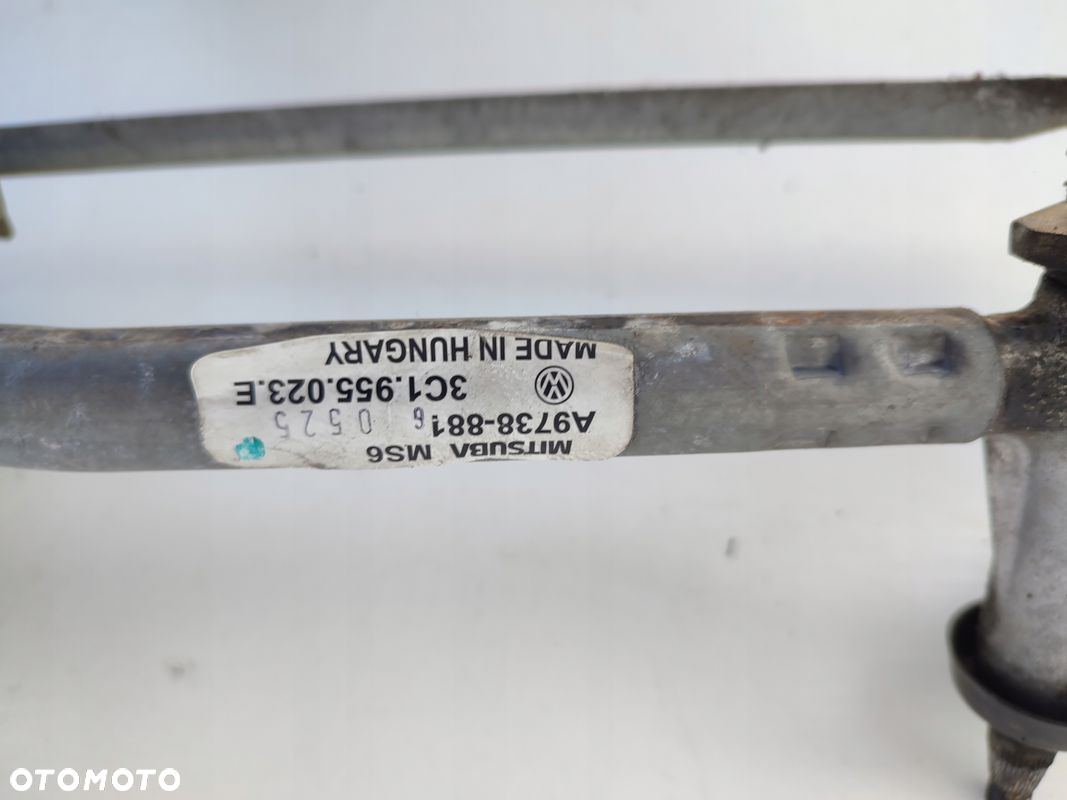 MITSUBA MS6
A9738-881
6 0525
3C1.955.023.E
MADE IN HUNGARY
OTOMOTO